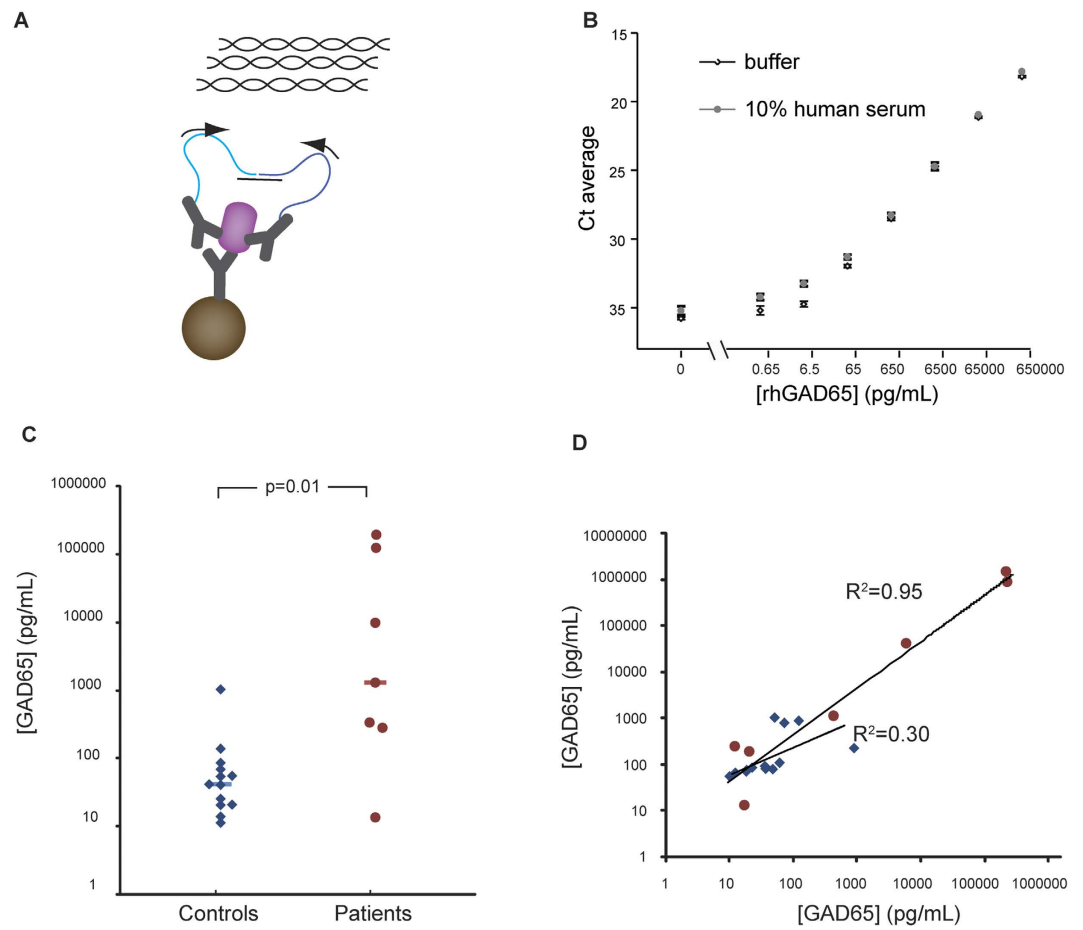 A
B
15
20
25
30
35
Ct average
buffer
10% human serum
0
0.65
6.5
65
650
6500
65000
650000
[rhGAD65] (pg/mL)
C
1000000
100000
10000
1000
100
10
1
[GAD65] (pg/mL)
p=0.01
Controls
Patients
D
10000000
1000000
100000
10000
1000
100
10
1
[GAD65] (pg/mL)
R²=0.95
R²=0.30
1
10
100
1000
10000
100000
1000000
[GAD65] (pg/mL)